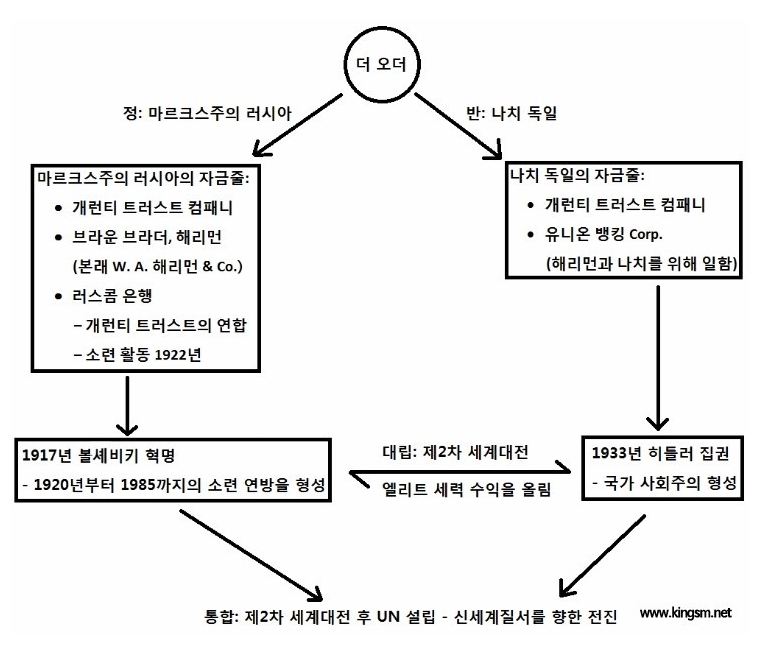 더 오더
정: 마르크스주의 러시아
반: 나치 독일
마르크스주의 러시아의 자금줄:
• 개런티 트러스트 컴패니
• 브라운 브라더, 해리먼
(본래 W. A. 해리먼 & Co.)
• 러스콤 은행
– 개런티 트러스트의 연합
– 소련 활동 1922년
나치 독일의 자금줄:
• 개런티 트러스트 컴패니
• 유니온 뱅킹 Corp.
(해리먼과 나치를 위해 일함)
1917년 볼셰비키 혁명
- 1920년부터 1985까지의 소련 연방을 형성
대립: 제2차 세계대전
엘리트 세력 수익을 올림
1933년 히틀러 집권
- 국가 사회주의 형성
통합: 제2차 세계대전 후 UN 설립 - 신세계질서를 향한 전진
www.kingsm.net